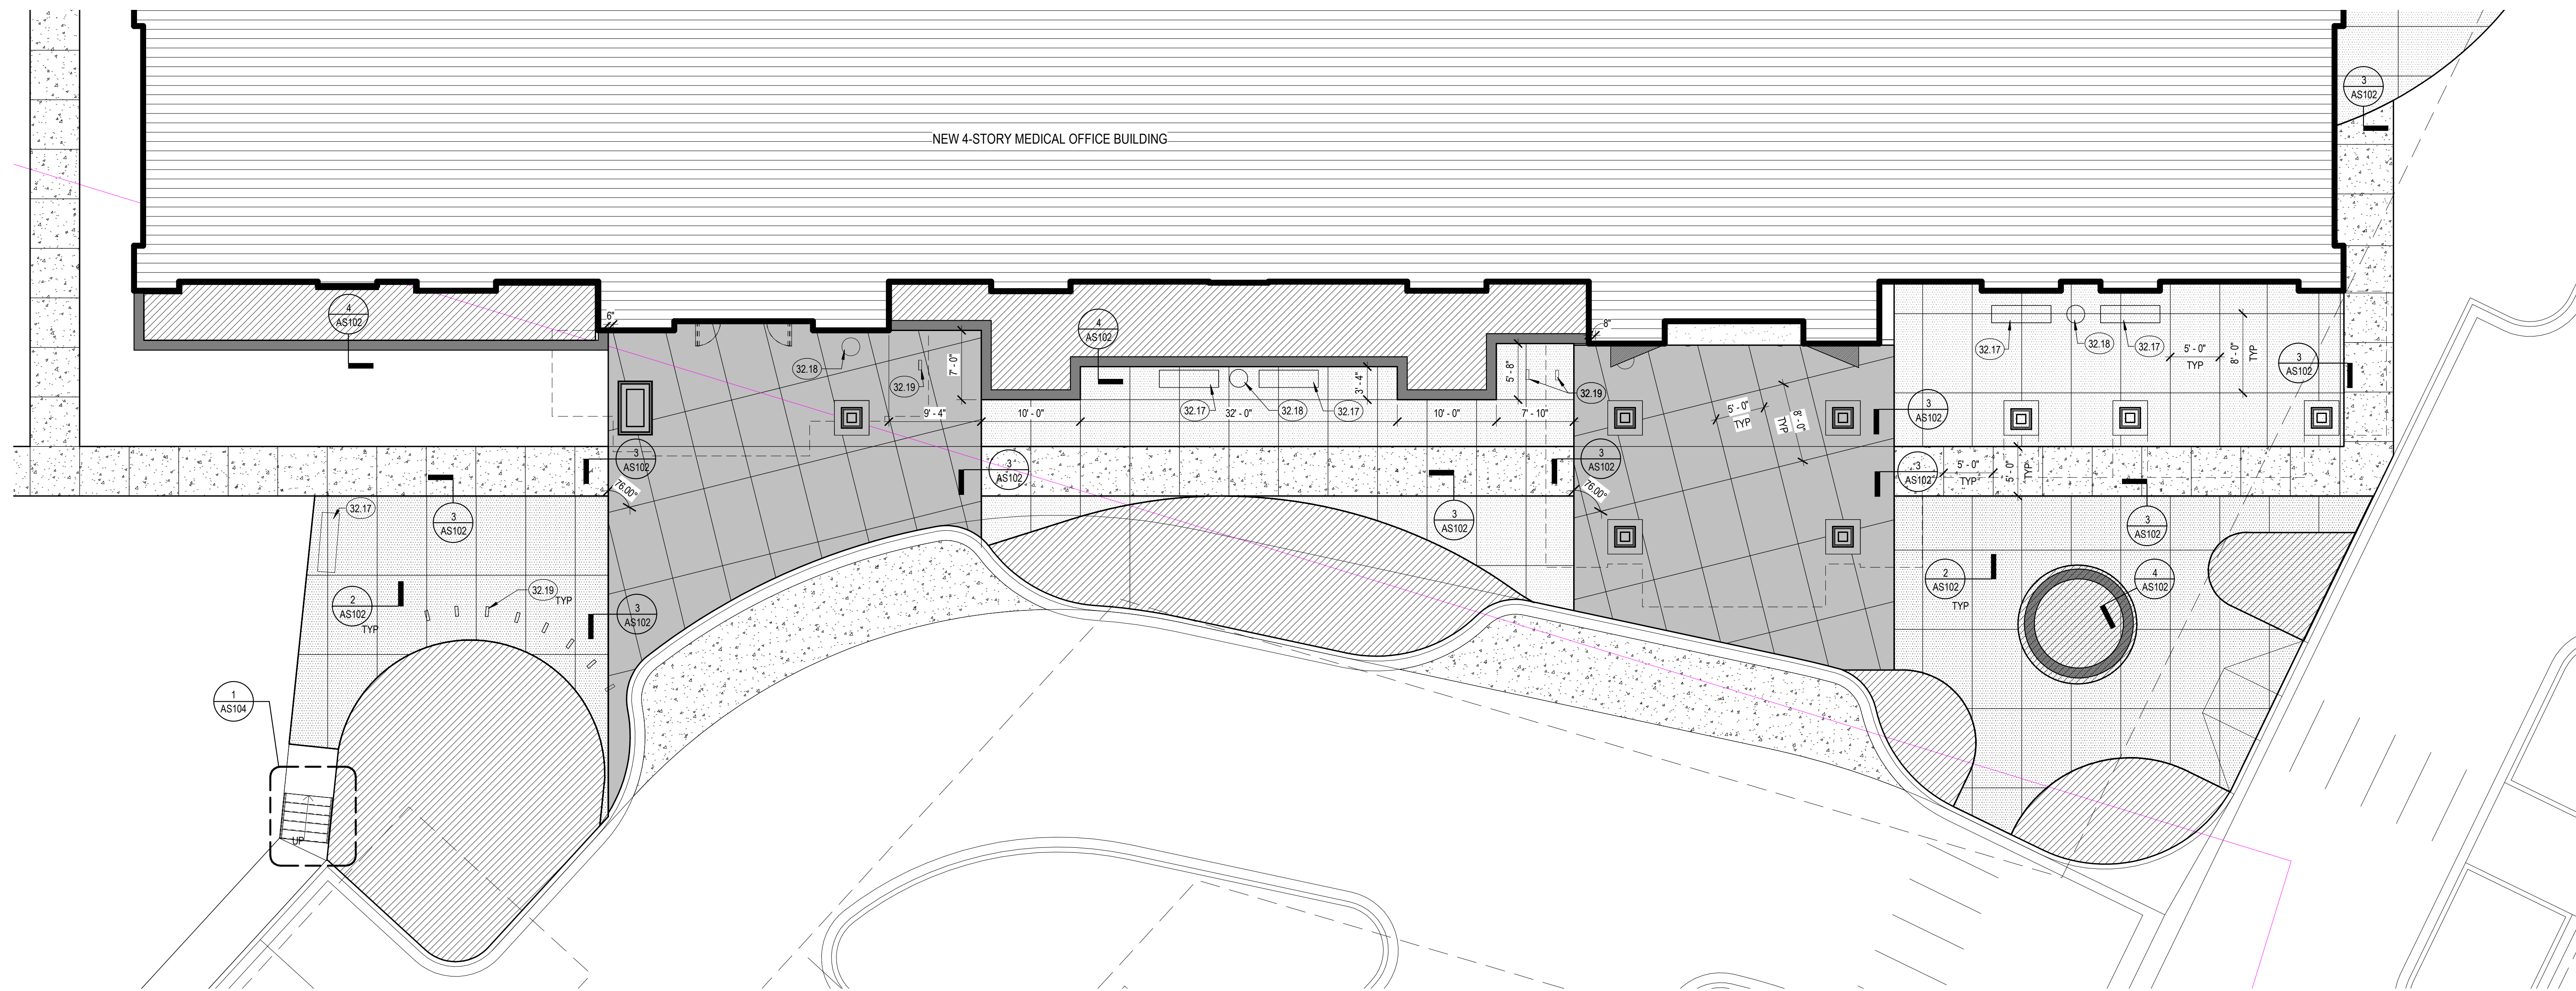 3
AS102
NEW 4-STORY MEDICAL OFFICE BUILDING
4
AS102
6"
4
AS102
8"
32.18
32.19
7' - 0"
9' - 4"
10' - 0"
32.17
32' - 0"
32.18
32.17
3' - 4"
10' - 0"
5' - 8"
7' - 10"
32.19
5' - 0"
TYP
8' - 0"
TYP
32.17
32.18
32.17
5' - 0"
TYP
8' - 0"
TYP
3
AS102
3
AS102
3
AS102
3
AS102
3
AS102
3
AS102
5' - 0"
TYP
5' - 0"
TYP
76.00°
76.00°
32.17
3
AS102
3
AS102
3
AS102
2
AS102
TYP
32.19
TYP
3
AS102
2
AS102
TYP
4
AS102
1
AS104
UP